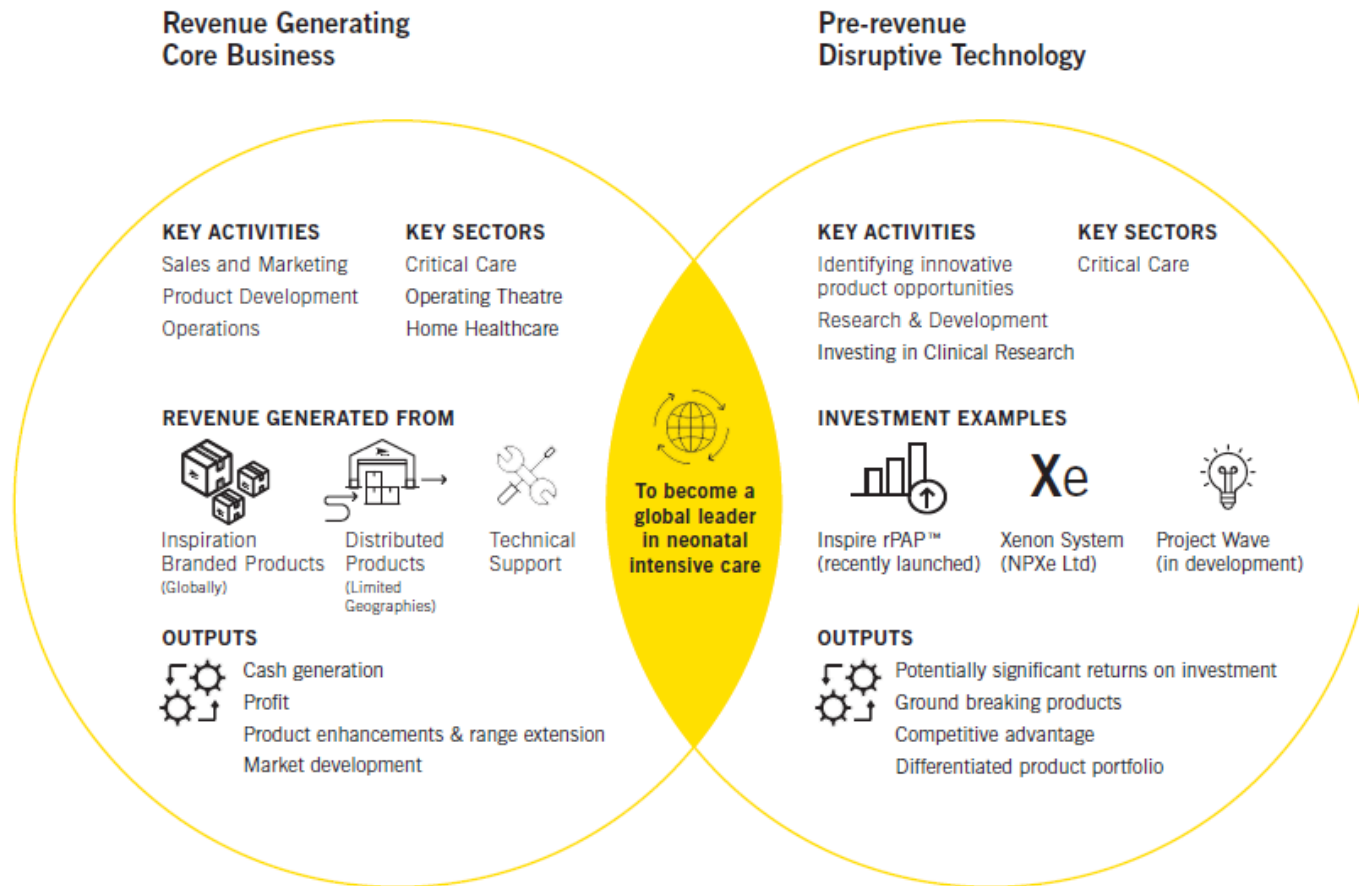 Revenue Generating
Core Business
KEY ACTIVITIES
Sales and Marketing
Product Development
Operations
KEY SECTORS
Critical Care
Operating Theatre
Home Healthcare
REVENUE GENERATED FROM
Inspiration
Branded Products
(Globally)
Distributed
Products
(Limited
Geographies)
Technical
Support
OUTPUTS
Cash generation
Profit
Product enhancements & range extension
Market development
To become a
global leader
in neonatal
intensive care
Pre-revenue
Disruptive Technology
KEY ACTIVITIES
Identifying innovative
product opportunities
Research & Development
Investing in Clinical Research
KEY SECTORS
Critical Care
INVESTMENT EXAMPLES
Inspire rPAP™
(recently launched)
Xe
Xenon System
(NPXe Ltd)
Project Wave
(in development)
OUTPUTS
Potentially significant returns on investment
Ground breaking products
Competitive advantage
Differentiated product portfolio